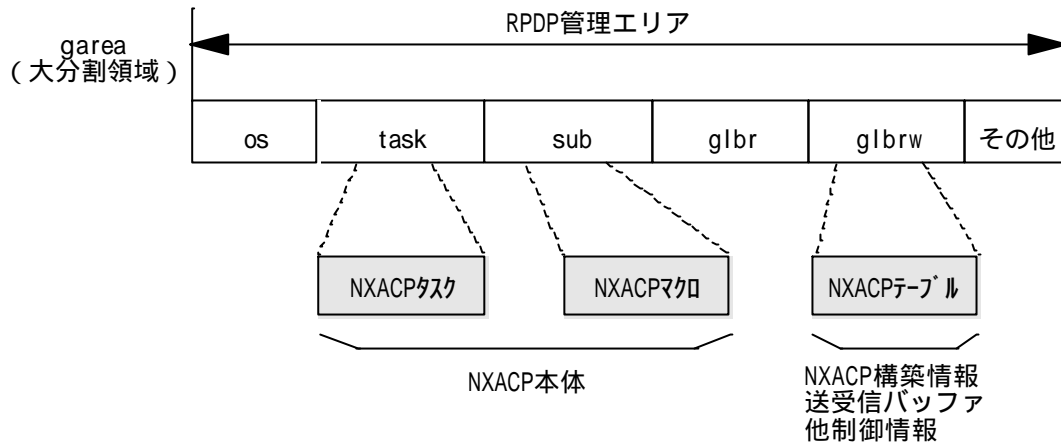 RPDP管理エリア
garea
（大分割領域）
os
task
sub
glbr
glbrw
その他
NXACPﾀｽｸ
NXACPﾏｸﾛ
NXACPﾃｰﾌﾞﾙ
NXACP本体
NXACP構築情報
送受信バッファ
他制御情報